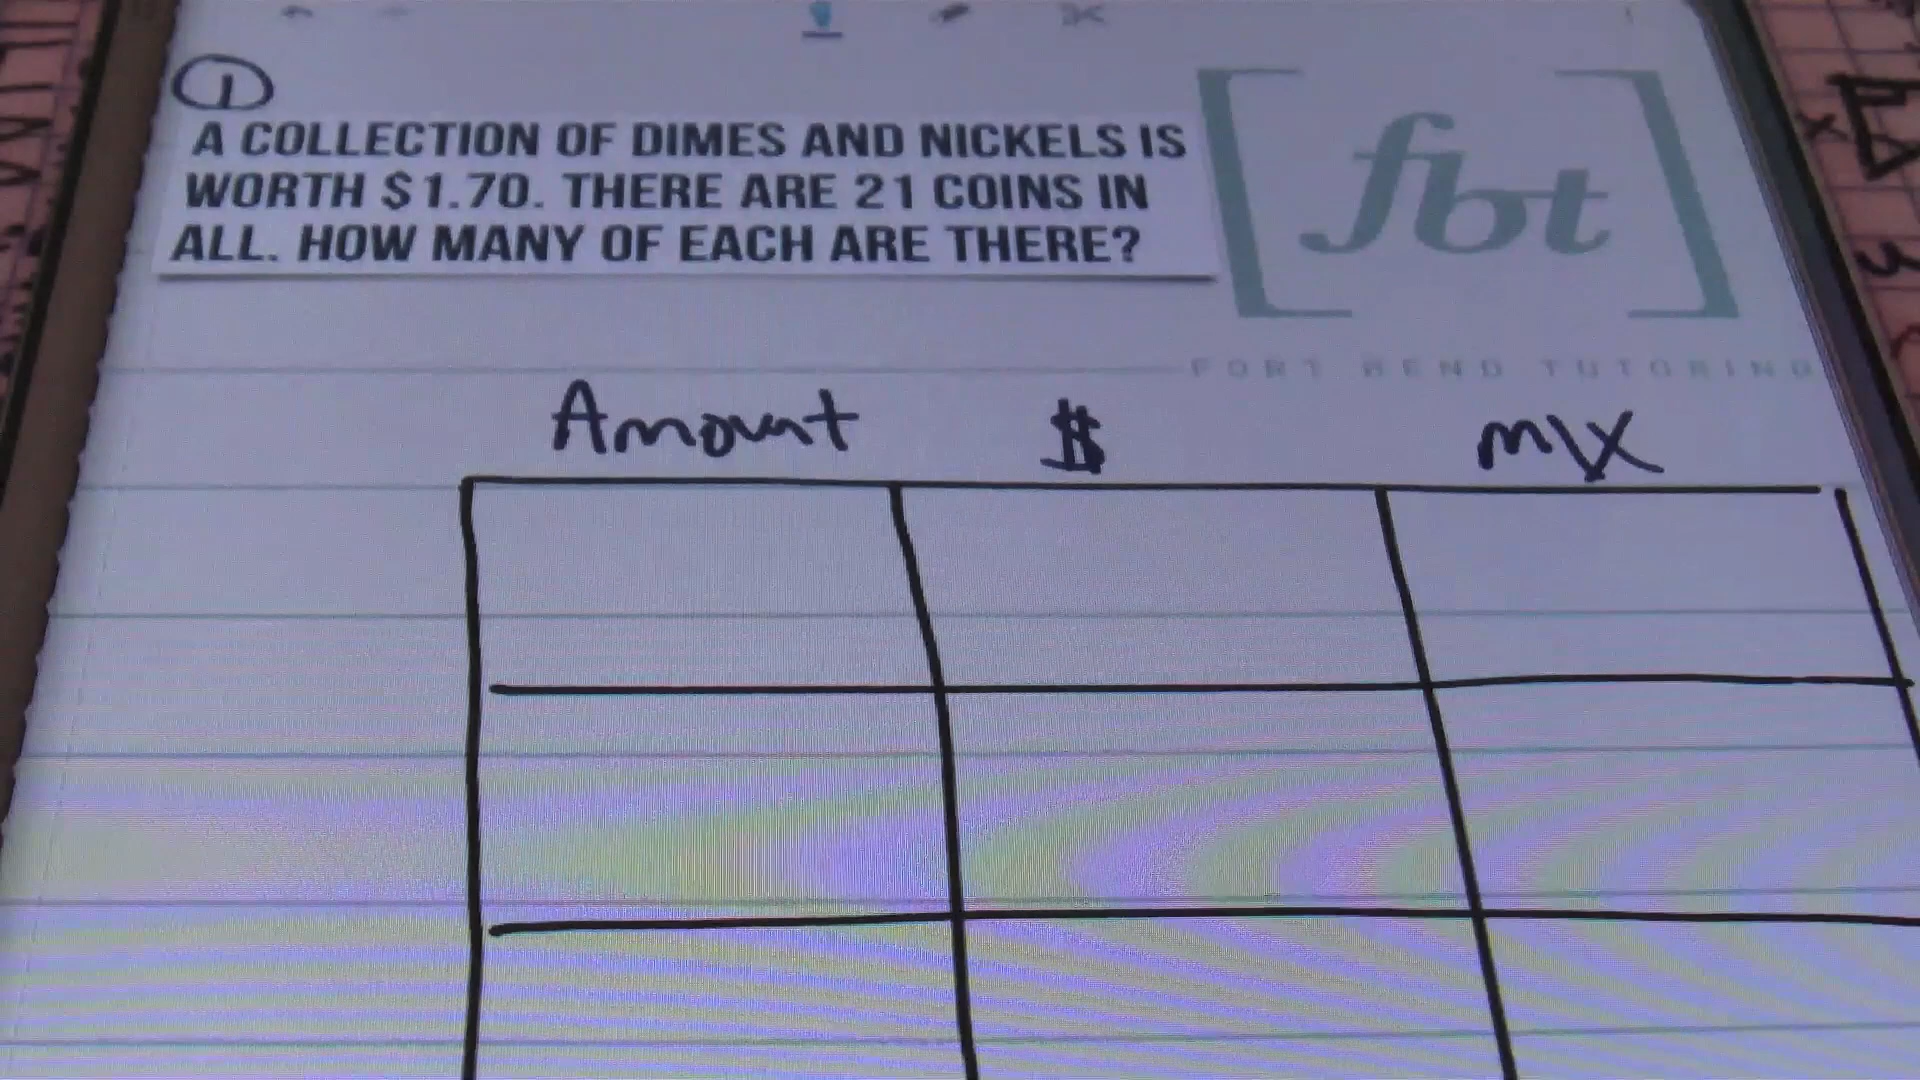 1
A COLLECTION OF DIMES AND NICKELS IS
WORTH $1.70. THERE ARE 21 COINS IN
ALL. HOW MANY OF EACH ARE THERE?
fbt
FORT BEND TUTORING
Amount $ mix